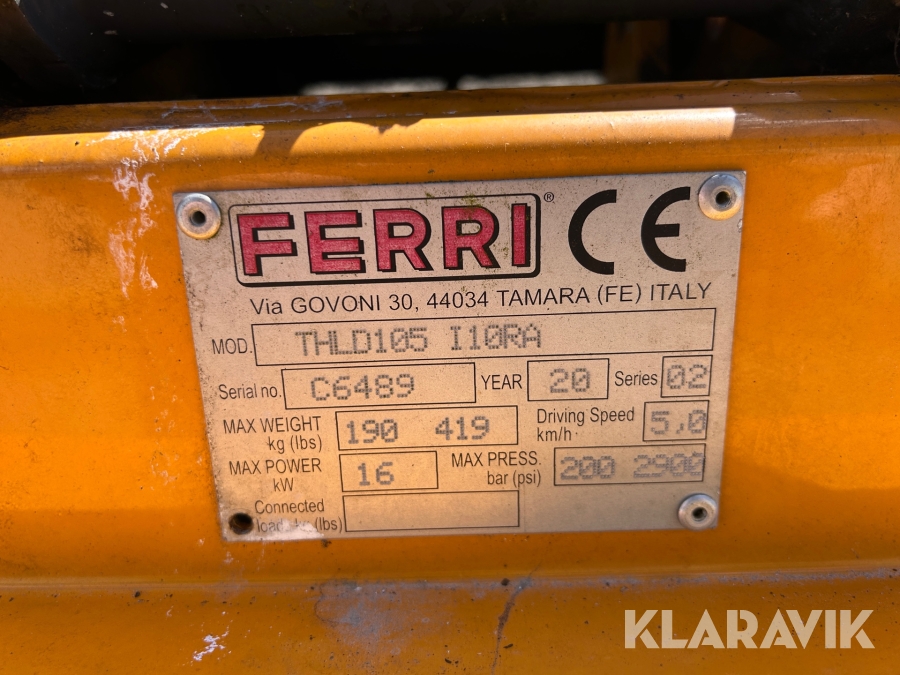 FERRI® CE
Via GOVONI 30, 44034 TAMARA (FE) ITALY
MOD. THLD105 I10RA
Serial no. C6489 YEAR 20 Series 02
MAX WEIGHT kg (lbs) 190 419 Driving Speed km/h 5,0
MAX POWER kW 16 MAX PRESS. bar (psi) 200 2900
Connected
load (lbs)
KLARAVIK